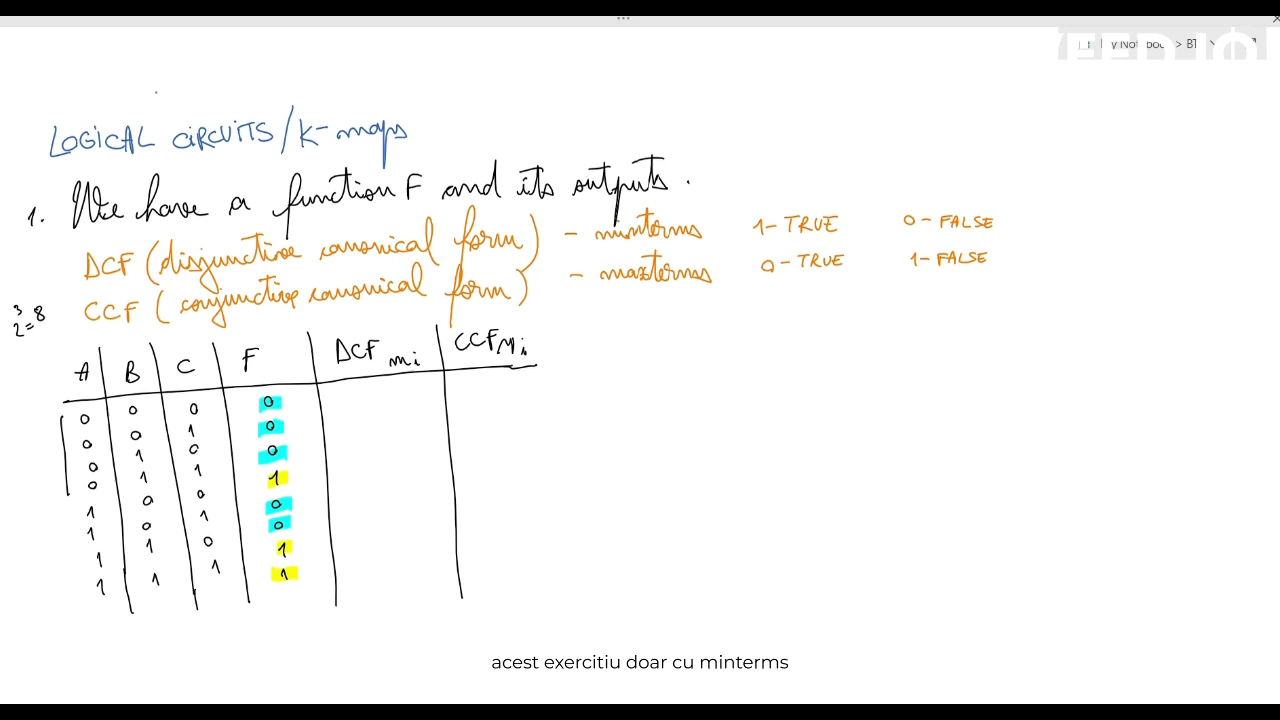 My Notebook > BT
LOGICAL CIRCUITS / K-maps
1. We have a function F and its outputs.
DCF (disjunctive canonical form) - minterms 1- TRUE 0- FALSE
CCF (conjunctive canonical form) - maxterms 0- TRUE 1- FALSE
2³=8
A B C F DCF mi CCF Mi
0 0 0 0
0 0 1 0
0 1 0 0
0 1 1 1
1 0 0 0
1 0 1 0
1 1 0 1
1 1 1 1
acest exercitiu doar cu minterms